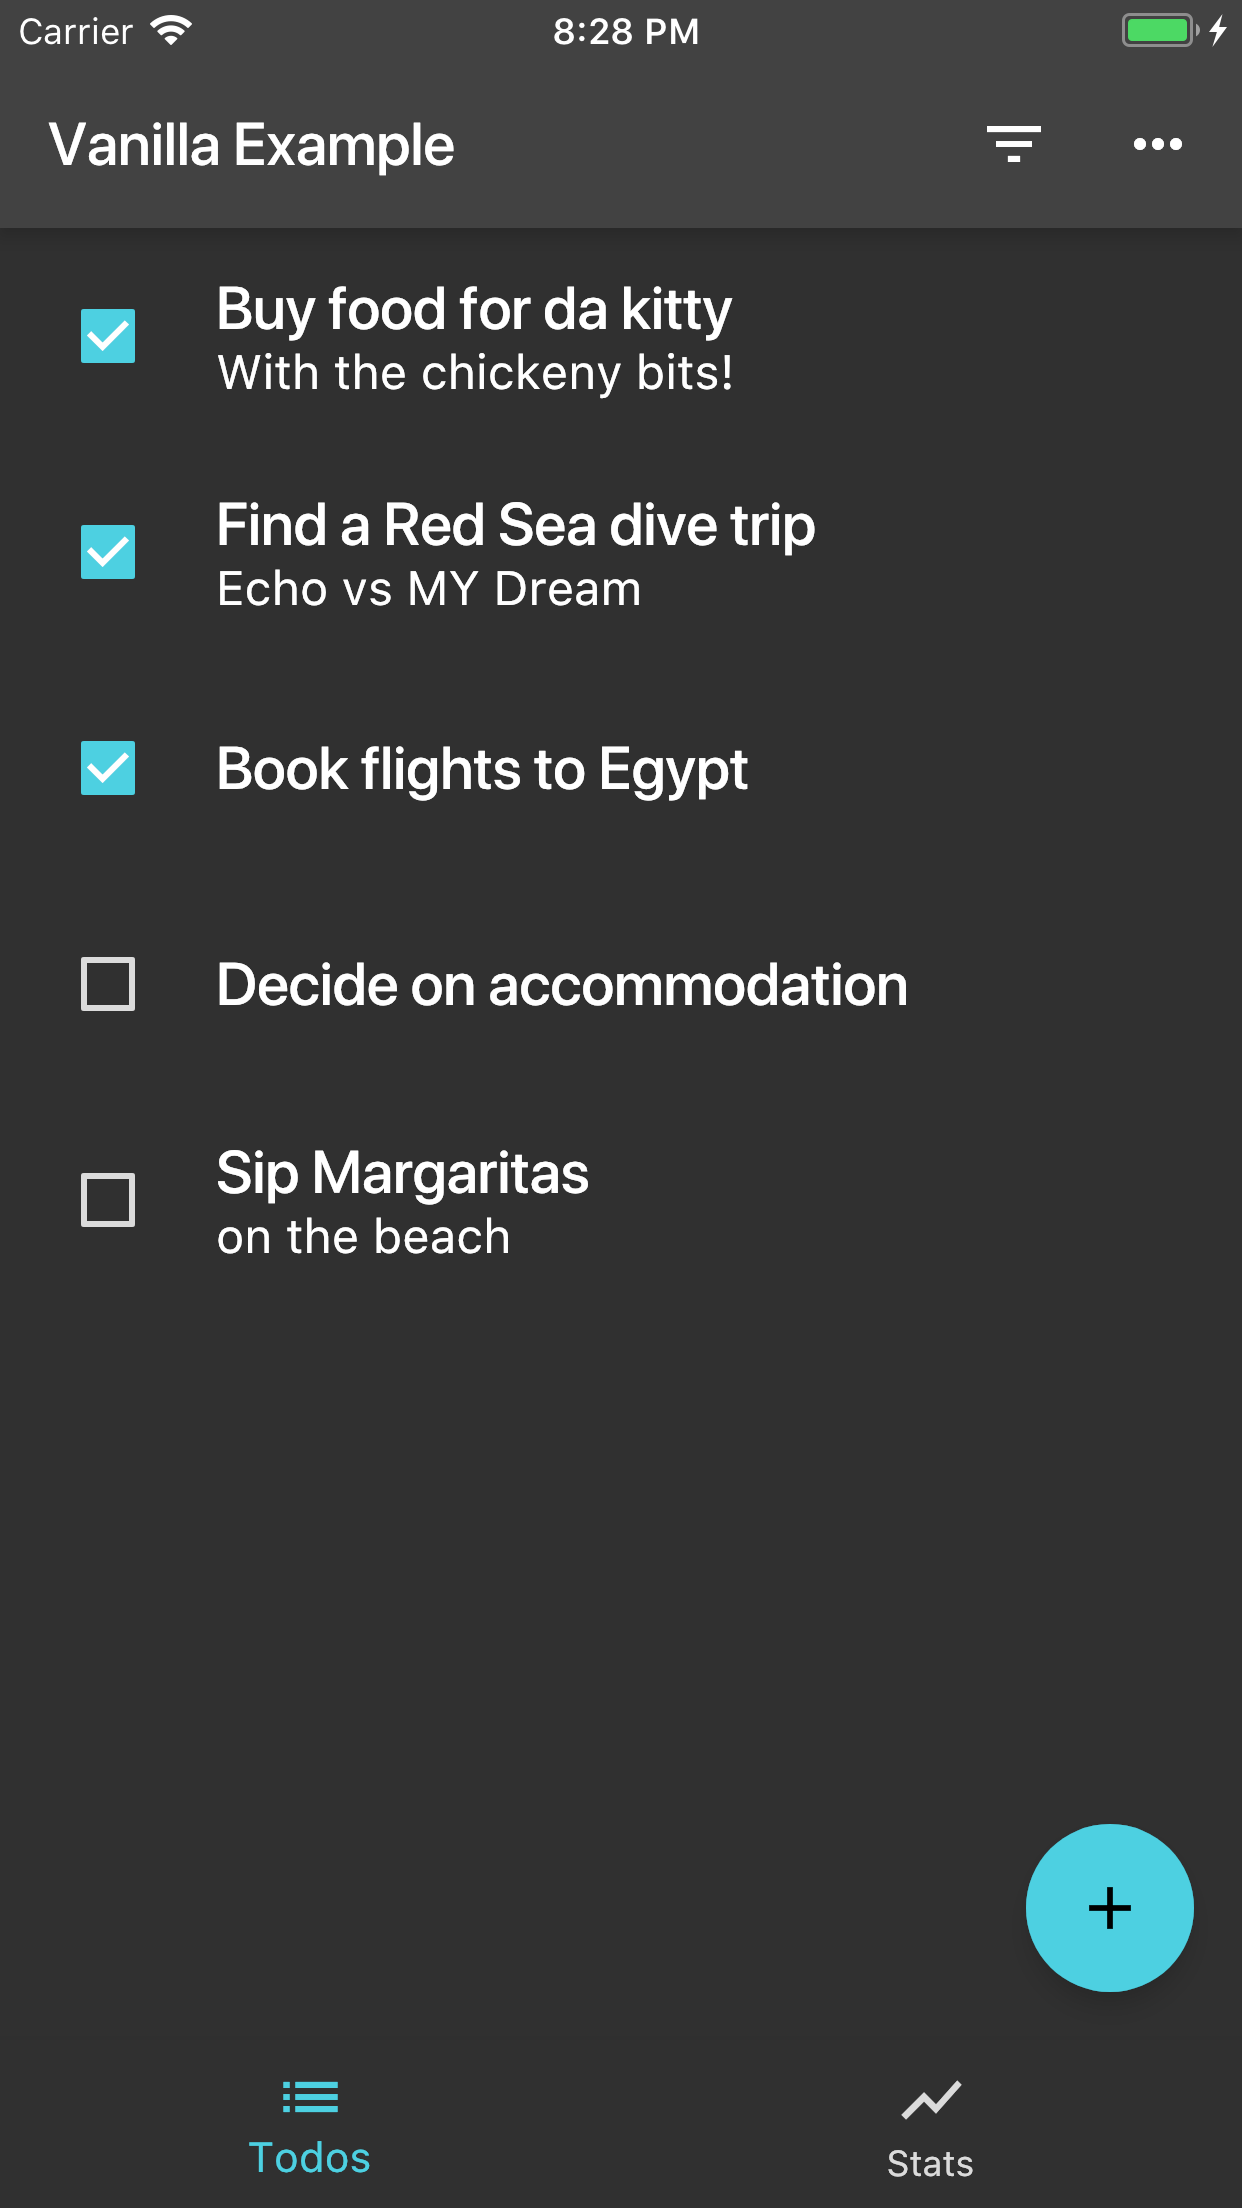 Carrier 8:28 PM
Vanilla Example
Buy food for da kitty
With the chickeny bits!
Find a Red Sea dive trip
Echo vs MY Dream
Book flights to Egypt
Decide on accommodation
Sip Margaritas
on the beach
Todos Stats